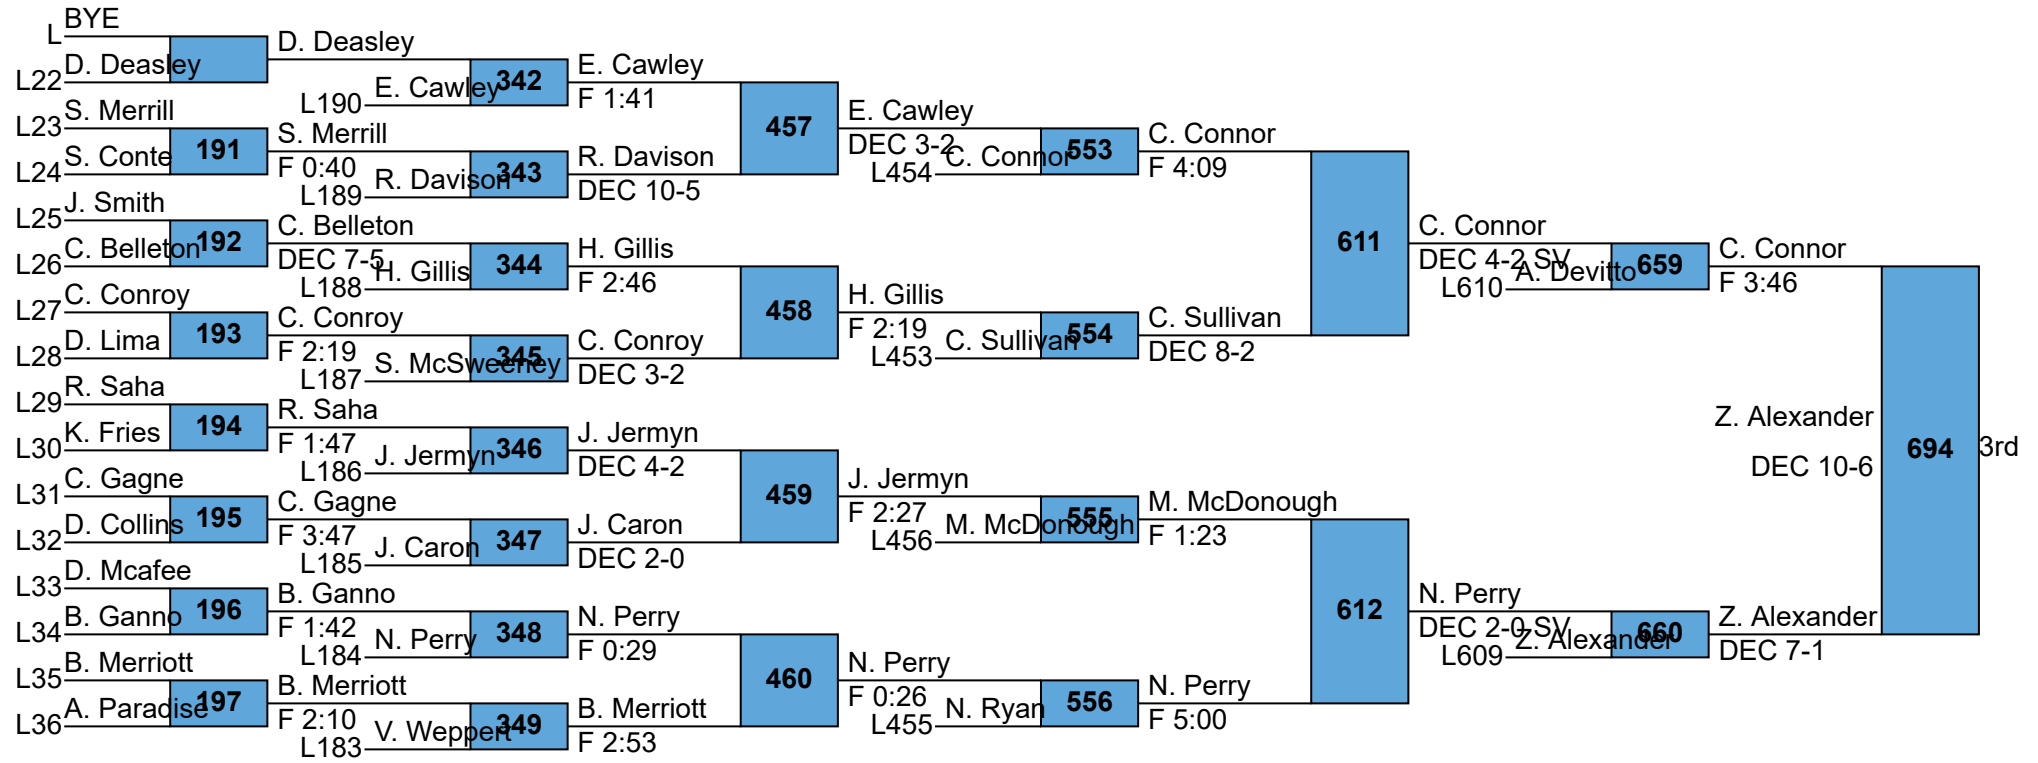 BYE
L
D. Deasley
L22
D. Deasley
S. Merrill
L23
191
S. Conte
L24
S. Merrill
F 0:40
J. Smith
L25
192
C. Belleton
L26
C. Belleton
DEC 7-5
C. Conroy
L27
193
D. Lima
L28
C. Conroy
F 2:19
R. Saha
L29
194
K. Fries
L30
R. Saha
F 1:47
C. Gagne
L31
195
D. Collins
L32
C. Gagne
F 3:47
D. Mcafee
L33
196
B. Ganno
L34
B. Ganno
F 1:42
B. Merriott
L35
197
A. Paradise
L36
B. Merriott
F 2:10
342
E. Cawley
L190
E. Cawley
F 1:41
343
R. Davison
L189
R. Davison
DEC 10-5
344
H. Gillis
L188
H. Gillis
F 2:46
345
S. McSweeney
L187
C. Conroy
DEC 3-2
346
J. Jermyn
L186
J. Jermyn
DEC 4-2
347
J. Caron
L185
J. Caron
DEC 2-0
348
N. Perry
L184
N. Perry
F 0:29
349
V. Weppert
L183
B. Merriott
F 2:53
457
E. Cawley
DEC 3-2
458
H. Gillis
F 2:19
459
J. Jermyn
F 2:27
460
N. Perry
F 0:26
553
C. Connor
L454
C. Connor
F 4:09
554
C. Sullivan
L453
C. Sullivan
DEC 8-2
555
M. McDonough
L456
M. McDonough
F 1:23
556
N. Ryan
L455
N. Perry
F 5:00
611
C. Connor
DEC 4-2 SV
612
N. Perry
DEC 2-0 SV
659
A. Devitto
L610
C. Connor
F 3:46
660
Z. Alexander
L609
Z. Alexander
DEC 7-1
694
Z. Alexander
DEC 10-6
3rd